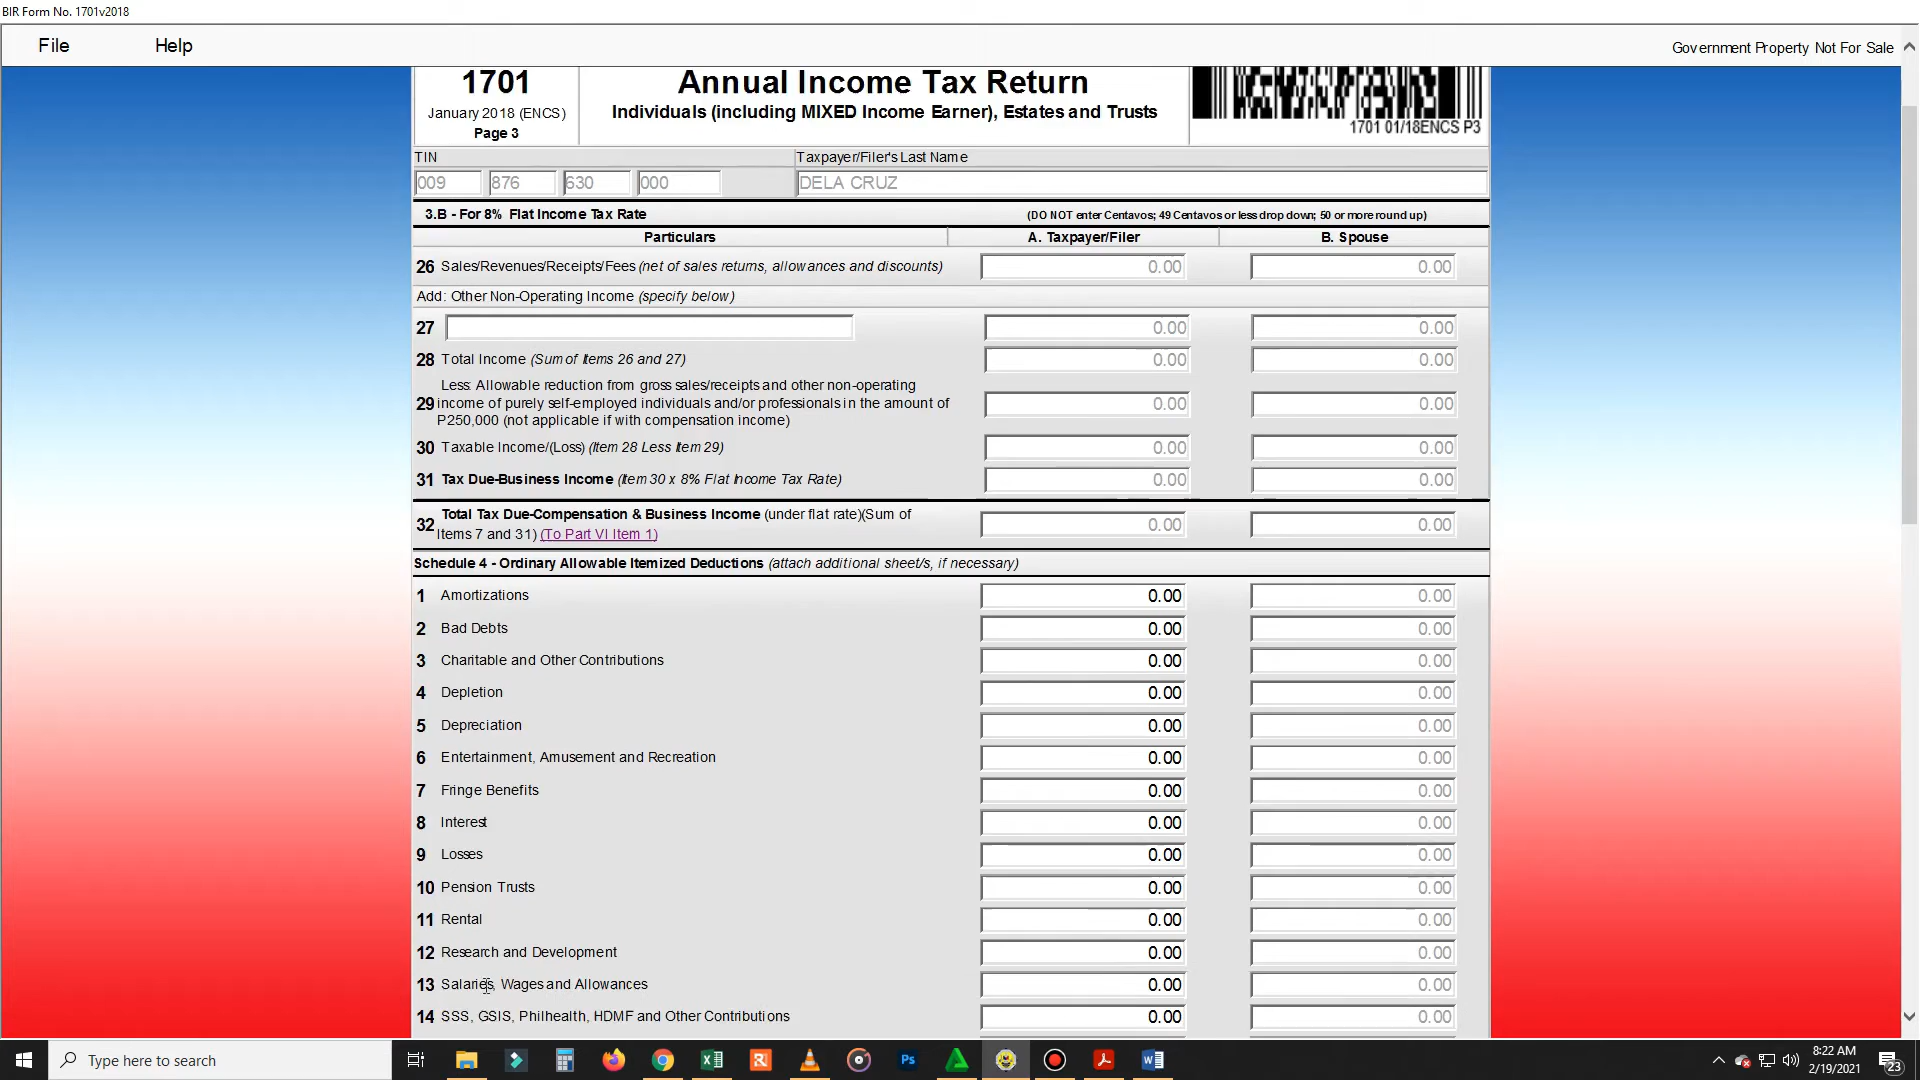 BIR Form No. 1701v2018
File Help Government Property Not For Sale
1701
January 2018 (ENCS)
Page 3
Annual Income Tax Return
Individuals (including MIXED Income Earner), Estates and Trusts
1701 01/18ENCS P3
TIN Taxpayer/Filer's Last Name
009 876 630 000 DELA CRUZ
3.B - For 8% Flat Income Tax Rate (DO NOT enter Centavos; 49 Centavos or less drop down; 50 or more round up)
Particulars A. Taxpayer/Filer B. Spouse
26 Sales/Revenues/Receipts/Fees (net of sales returns, allowances and discounts) 0.00 0.00
Add: Other Non-Operating Income (specify below)
27 0.00 0.00
28 Total Income (Sum of Items 26 and 27) 0.00 0.00
Less: Allowable reduction from gross sales/receipts and other non-operating
29 income of purely self-employed individuals and/or professionals in the amount of 0.00 0.00
P250,000 (not applicable if with compensation income)
30 Taxable Income/(Loss) (Item 28 Less Item 29) 0.00 0.00
31 Tax Due-Business Income (Item 30 x 8% Flat Income Tax Rate) 0.00 0.00
32 Total Tax Due-Compensation & Business Income (under flat rate)(Sum of 0.00 0.00
Items 7 and 31) (To Part VI Item 1)
Schedule 4 - Ordinary Allowable Itemized Deductions (attach additional sheet/s, if necessary)
1 Amortizations 0.00 0.00
2 Bad Debts 0.00 0.00
3 Charitable and Other Contributions 0.00 0.00
4 Depletion 0.00 0.00
5 Depreciation 0.00 0.00
6 Entertainment, Amusement and Recreation 0.00 0.00
7 Fringe Benefits 0.00 0.00
8 Interest 0.00 0.00
9 Losses 0.00 0.00
10 Pension Trusts 0.00 0.00
11 Rental 0.00 0.00
12 Research and Development 0.00 0.00
13 Salaries, Wages and Allowances 0.00 0.00
14 SSS, GSIS, Philhealth, HDMF and Other Contributions 0.00 0.00
Type here to search
Ps
8:22 AM
2/19/2021
23